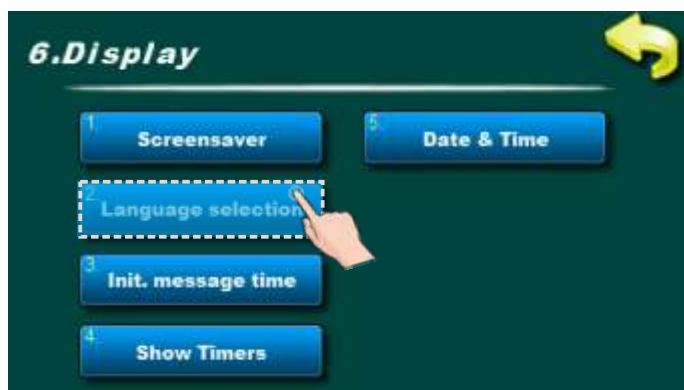 6.Display
1.
Screensaver
2.
Language selection
3.
Init. message time
4.
Show Timers
5.
Date & Time